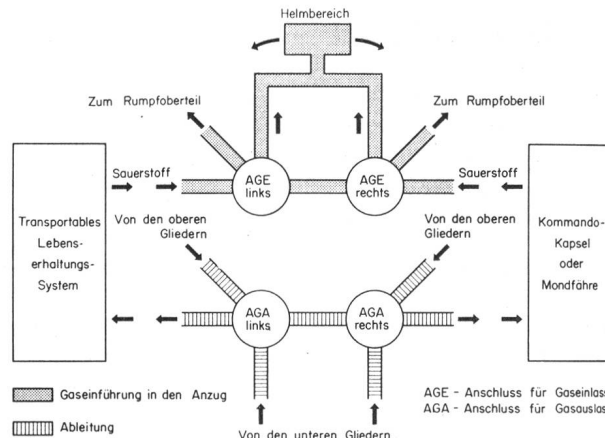 Helmbereich
Zum Rumpfoberteil
Zum Rumpfoberteil
Sauerstoff
AGE
links
AGE
rechts
Sauerstoff
Transportables
Lebens-
erhaltungs-
System
Von den oberen
Gliedern
Von den oberen
Gliedern
Kommando-
Kapsel
oder
Mondfähre
AGA
links
AGA
rechts
Gaseinführung in den Anzug
Ableitung
AGE - Anschluss für Gaseinlass
AGA - Anschluss für Gasauslass
Von den unteren Gliedern